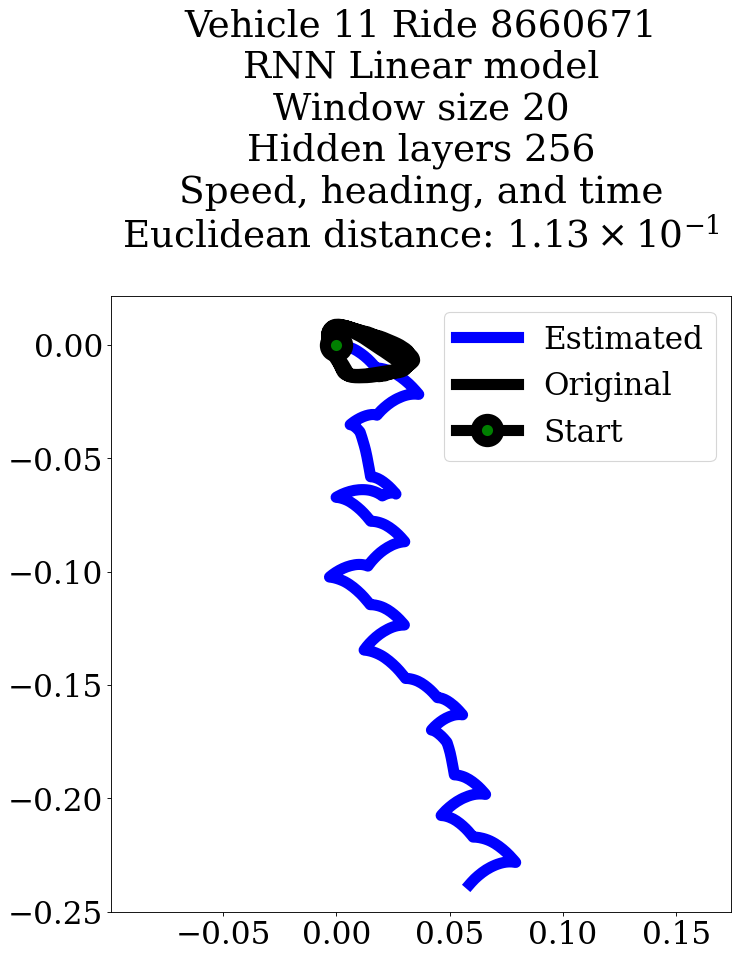 Vehicle 11 Ride 8660671
RNN Linear model
Window size 20
Hidden layers 256
Speed, heading, and time
Euclidean distance: 1.13 × 10⁻¹
Estimated
Original
Start
0.00
−0.05
−0.10
−0.15
−0.20
−0.25
−0.05 0.00 0.05 0.10 0.15